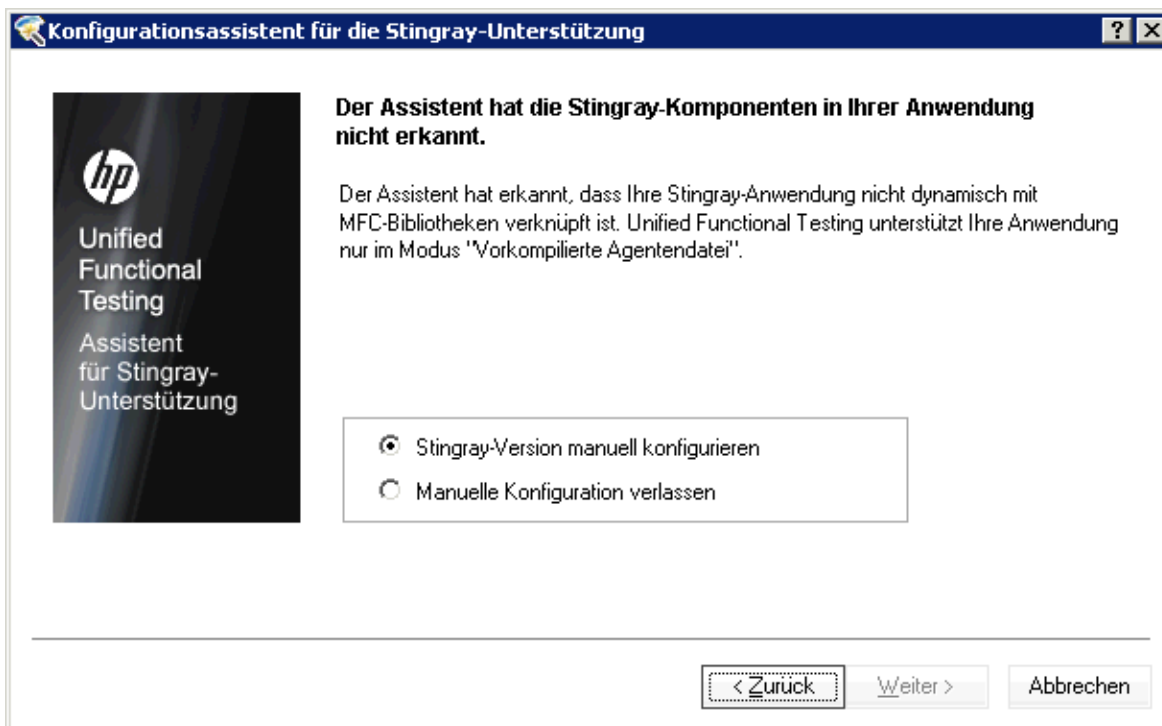 Konfigurationsassistent für die Stingray-Unterstützung
hp
Unified
Functional
Testing
Assistent
für Stingray-
Unterstützung
Der Assistent hat die Stingray-Komponenten in Ihrer Anwendung
nicht erkannt.
Der Assistent hat erkannt, dass Ihre Stingray-Anwendung nicht dynamisch mit
MFC-Bibliotheken verknüpft ist. Unified Functional Testing unterstützt Ihre Anwendung
nur im Modus "Vorkompilierte Agentendatei".
Stingray-Version manuell konfigurieren
Manuelle Konfiguration verlassen
< Zurück
Weiter >
Abbrechen